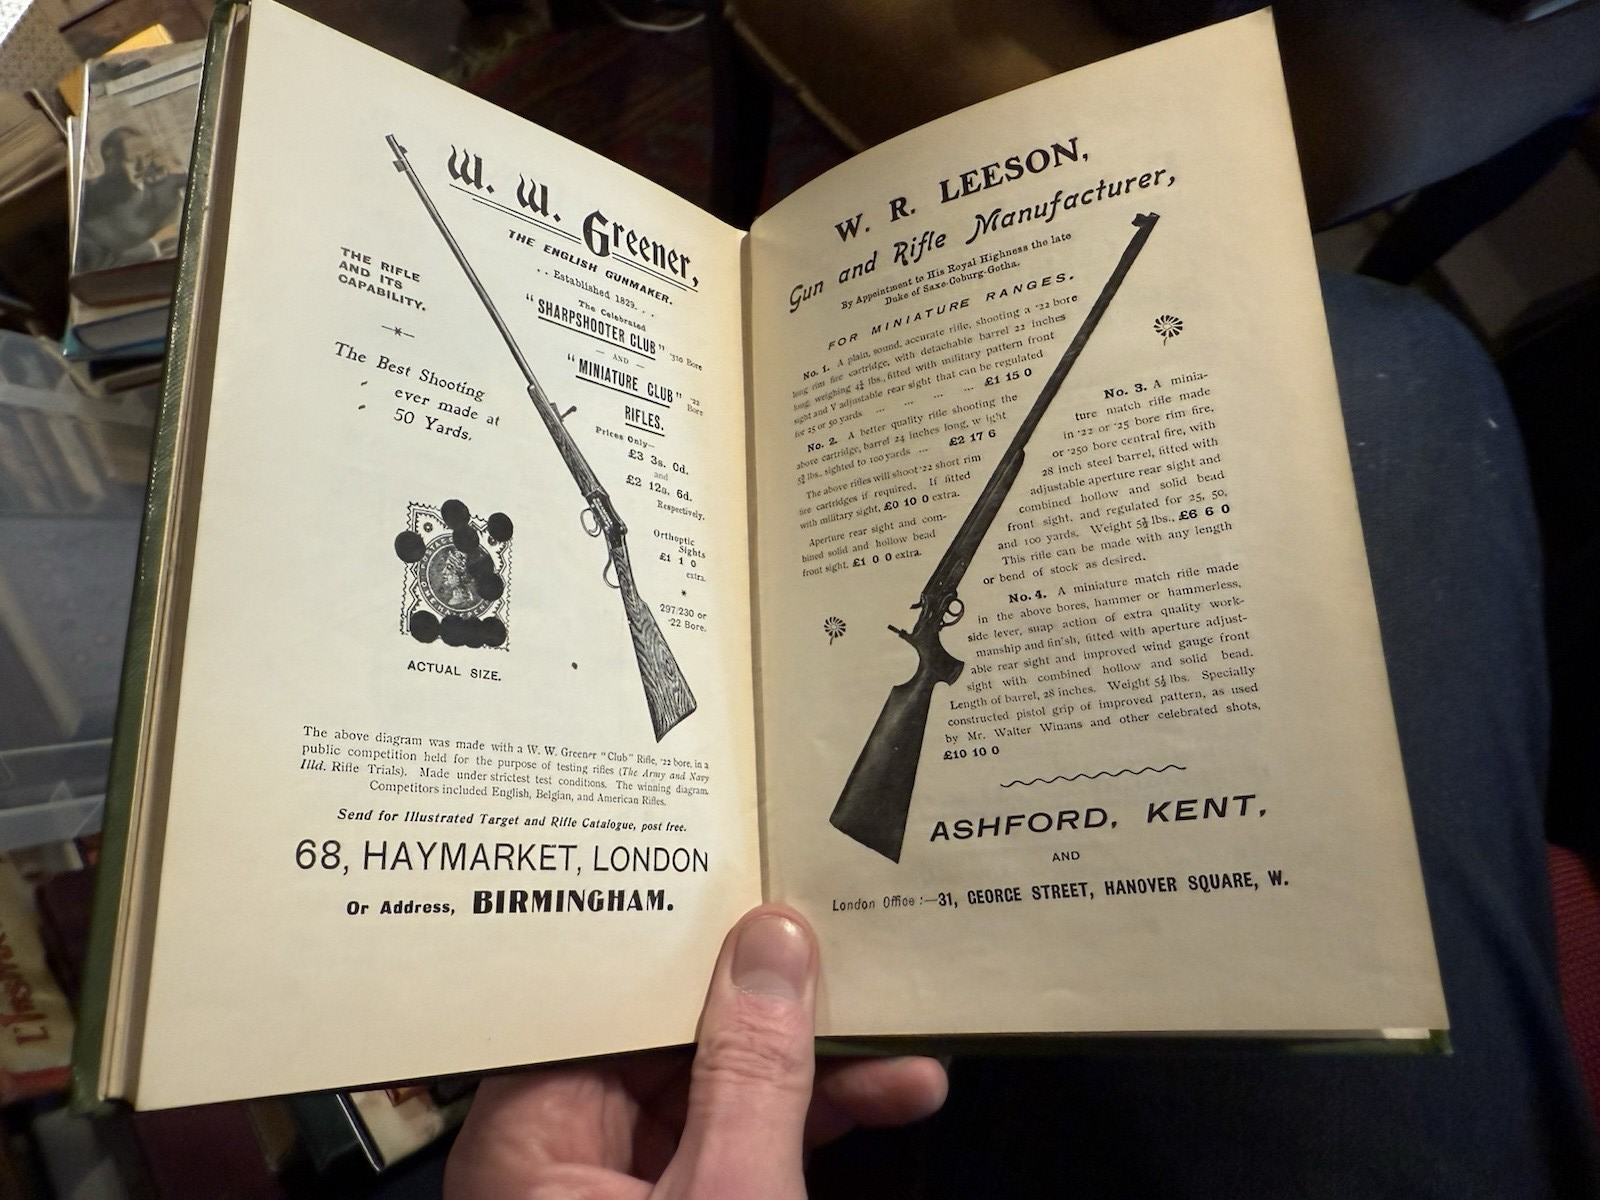 W. W. Greener,
THE ENGLISH GUNMAKER.
. . Established 1829. . .
The Celebrated
"SHARPSHOOTER CLUB" ·310 Bore
— AND —
"MINIATURE CLUB" ·22 Bore
RIFLES.
Prices Only—
£3 3s. 0d.
and
£2 12s. 6d.
Respectively.
Orthoptic
Sights
£1 1 0
extra.
*
297/230 or
·22 Bore.
THE RIFLE
AND ITS
CAPABILITY.
The Best Shooting
ever made at
50 Yards.
POSTAGE
ACTUAL SIZE.
The above diagram was made with a W. W. Greener "Club" Rifle, ·22 bore, in a
public competition held for the purpose of testing rifles (The Army and Navy
Illd. Rifle Trials). Made under strictest test conditions. The winning diagram.
Competitors included English, Belgian, and American Rifles.
Send for Illustrated Target and Rifle Catalogue, post free.
68, HAYMARKET, LONDON
Or Address, BIRMINGHAM.
W. R. LEESON,
Gun and Rifle Manufacturer,
By Appointment to His Royal Highness the late
Duke of Saxe-Coburg-Gotha.
FOR MINIATURE RANGES.
No. 1. A plain, sound, accurate rifle, shooting a ·22 bore
long rim fire cartridge, with detachable barrel 22 inches
long, weighing 4¼ lbs., fitted with military pattern front
sight and V adjustable rear sight that can be regulated
for 25 or 50 yards ... ... ... ... £1 15 0
No. 2. A better quality rifle shooting the
above cartridge, barrel 24 inches long, w ight
5¾ lbs., sighted to 100 yards ... £2 17 6
The above rifles will shoot ·22 short rim
fire cartridges if required. If fitted
with military sight, £0 10 0 extra.
Aperture rear sight and com-
bined solid and hollow bead
front sight, £1 0 0 extra.
No. 3. A minia-
ture match rifle made
in ·22 or ·25 bore rim fire,
or ·250 bore central fire, with
28 inch steel barrel, fitted with
adjustable aperture rear sight and
combined hollow and solid bead
front sight, and regulated for 25, 50,
and 100 yards. Weight 5½ lbs., £6 6 0
This rifle can be made with any length
or bend of stock as desired.
No. 4. A miniature match rifle made
in the above bores, hammer or hammerless,
side lever, snap action of extra quality work-
manship and fin'sh, fitted with aperture adjust-
able rear sight and improved wind gauge front
sight with combined hollow and solid bead.
Length of barrel, 28 inches. Weight 5½ lbs. Specially
constructed pistol grip of improved pattern, as used
by Mr. Walter Winans and other celebrated shots,
£10 10 0
ASHFORD, KENT,
AND
London Office :—31, GEORGE STREET, HANOVER SQUARE, W.